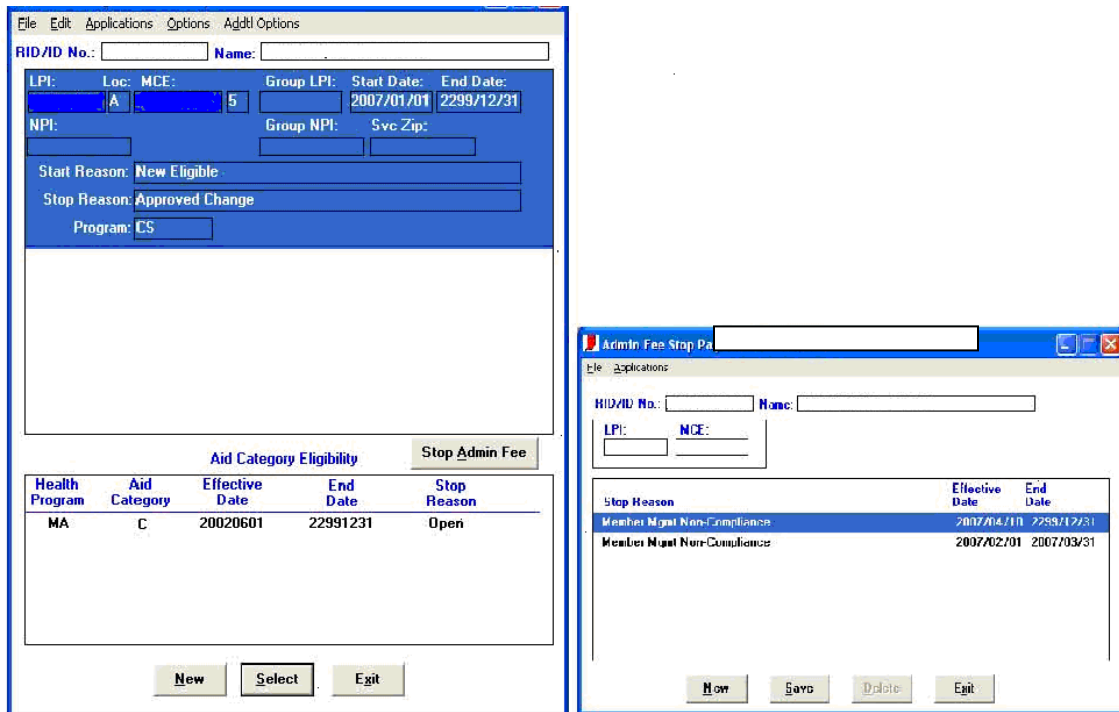 File Edit Applications Options Addtl Options
RID/ID No.: Name:
LPI: Loc: MCE: Group LPI: Start Date: End Date:
A 5 2007/01/01 2299/12/31
NPI: Group NPI: Svc Zip:
Start Reason: New Eligible
Stop Reason: Approved Change
Program: CS
Stop Admin Fee
Aid Category Eligibility
Health Program Aid Category Effective Date End Date Stop Reason
MA C 20020601 22991231 Open
New Select Exit
Admin Fee Stop Pay
File Applications
RID/ID No.: Name:
LPI: MCE:
Stop Reason Effective Date End Date
Member Mgmt Non-Compliance 2007/04/10 2299/12/31
Member Mgmt Non-Compliance 2007/02/01 2007/03/31
New Save Delete Exit